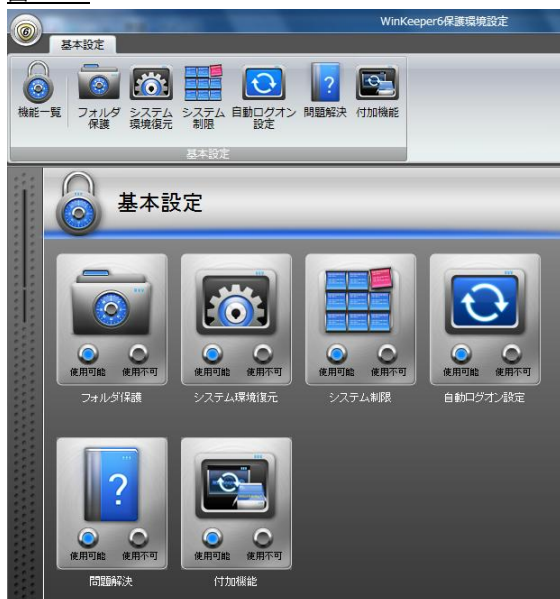 WinKeeper6保護環境設定
基本設定
機能一覧
フォルダ
保護
システム
環境復元
システム
制限
自動ログオン
設定
問題解決
付加機能
基本設定
基本設定
使用可能 使用不可
使用可能 使用不可
使用可能 使用不可
使用可能 使用不可
フォルダ保護
システム環境復元
システム制限
自動ログオン設定
?
使用可能 使用不可
使用可能 使用不可
問題解決
付加機能